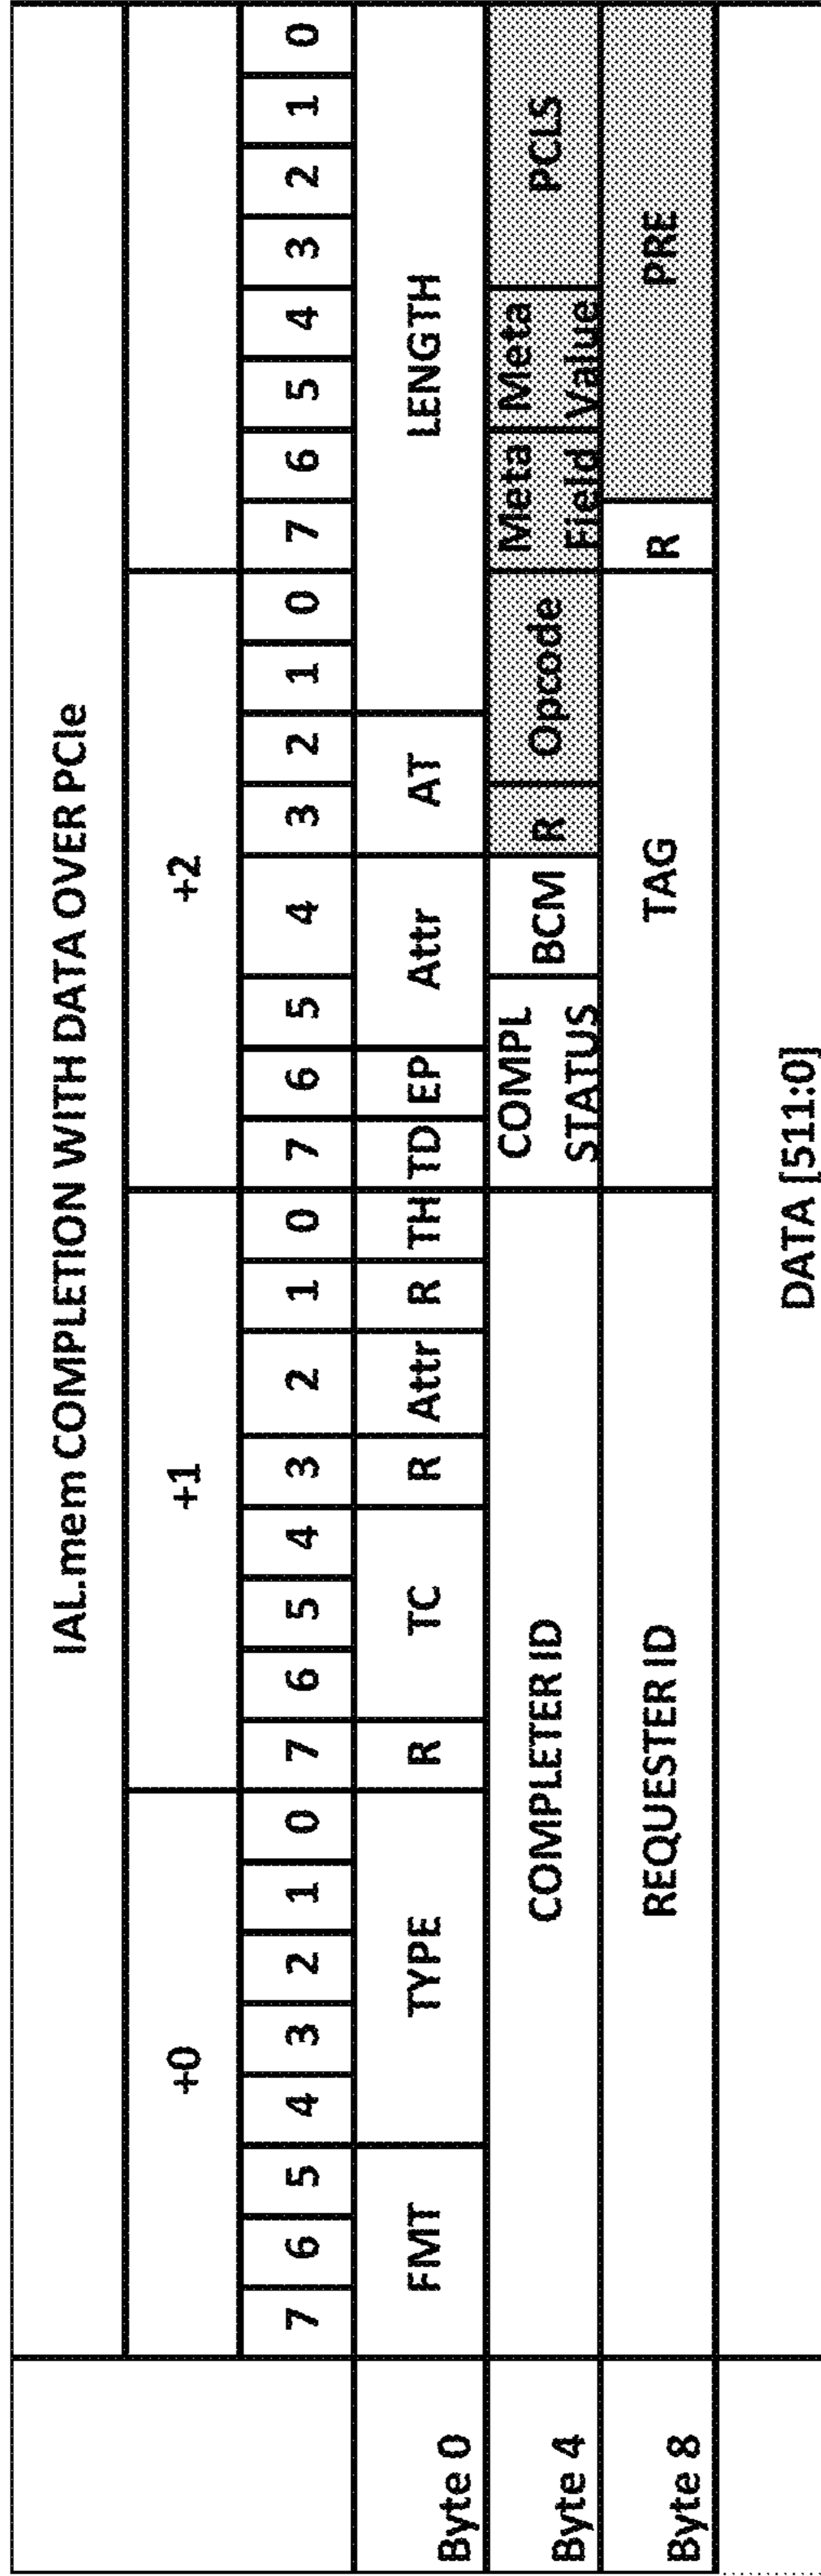 IAL.mem COMPLETION WITH DATA OVER PCIe
+0 +1 +2
7 6 5 4 3 2 1 0 7 6 5 4 3 2 1 0 7 6 5 4 3 2 1 0 7 6 5 4 3 2 1 0
Byte 0 FMT TYPE R TC R Attr R TH TD EP Attr AT LENGTH
Byte 4 COMPLETER ID COMPL STATUS BCM R Opcode Meta Field Meta Value PCLS
Byte 8 REQUESTER ID TAG R PRE
DATA [511:0]